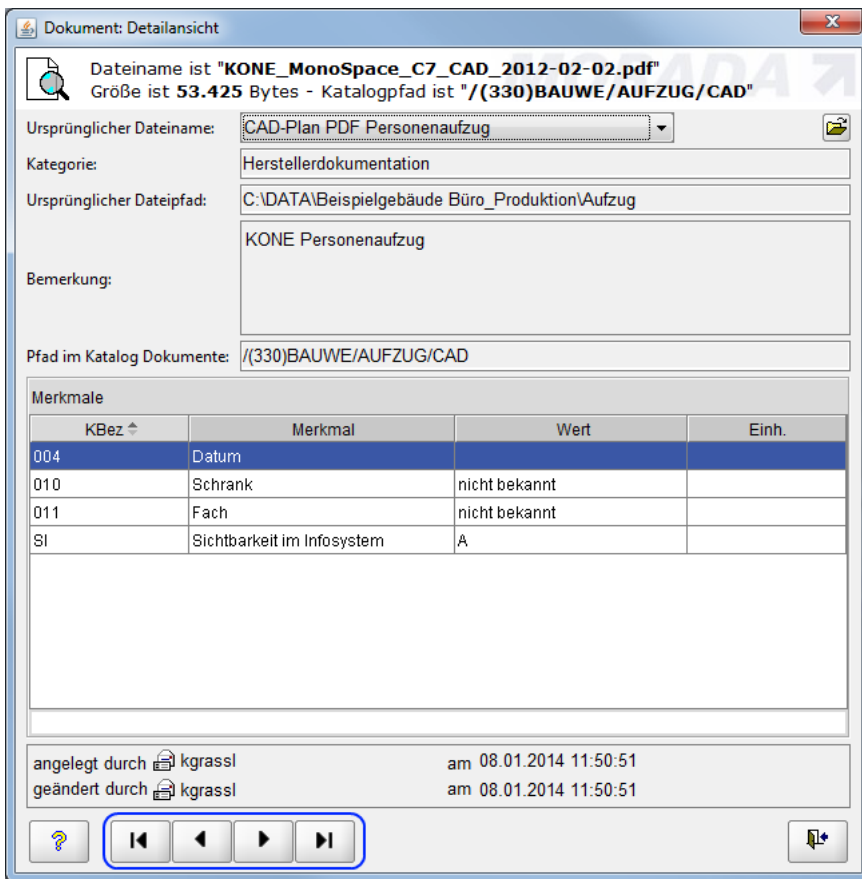 Dokument: Detailansicht
Dateiname ist "KONE_MonoSpace_C7_CAD_2012-02-02.pdf"
Größe ist 53.425 Bytes - Katalogpfad ist "/(330)BAUWE/AUFZUG/CAD"
Ursprünglicher Dateiname: CAD-Plan PDF Personenaufzug
Kategorie: Herstellerdokumentation
Ursprünglicher Dateipfad: C:\DATA\Beispielgebäude Büro_Produktion\Aufzug
KONE Personenaufzug
Bemerkung:
Pfad im Katalog Dokumente: /(330)BAUWE/AUFZUG/CAD
Merkmale
KBez Merkmal Wert Einh.
004 Datum
010 Schrank nicht bekannt
011 Fach nicht bekannt
SI Sichtbarkeit im Infosystem A
angelegt durch kgrassl am 08.01.2014 11:50:51
geändert durch kgrassl am 08.01.2014 11:50:51
?